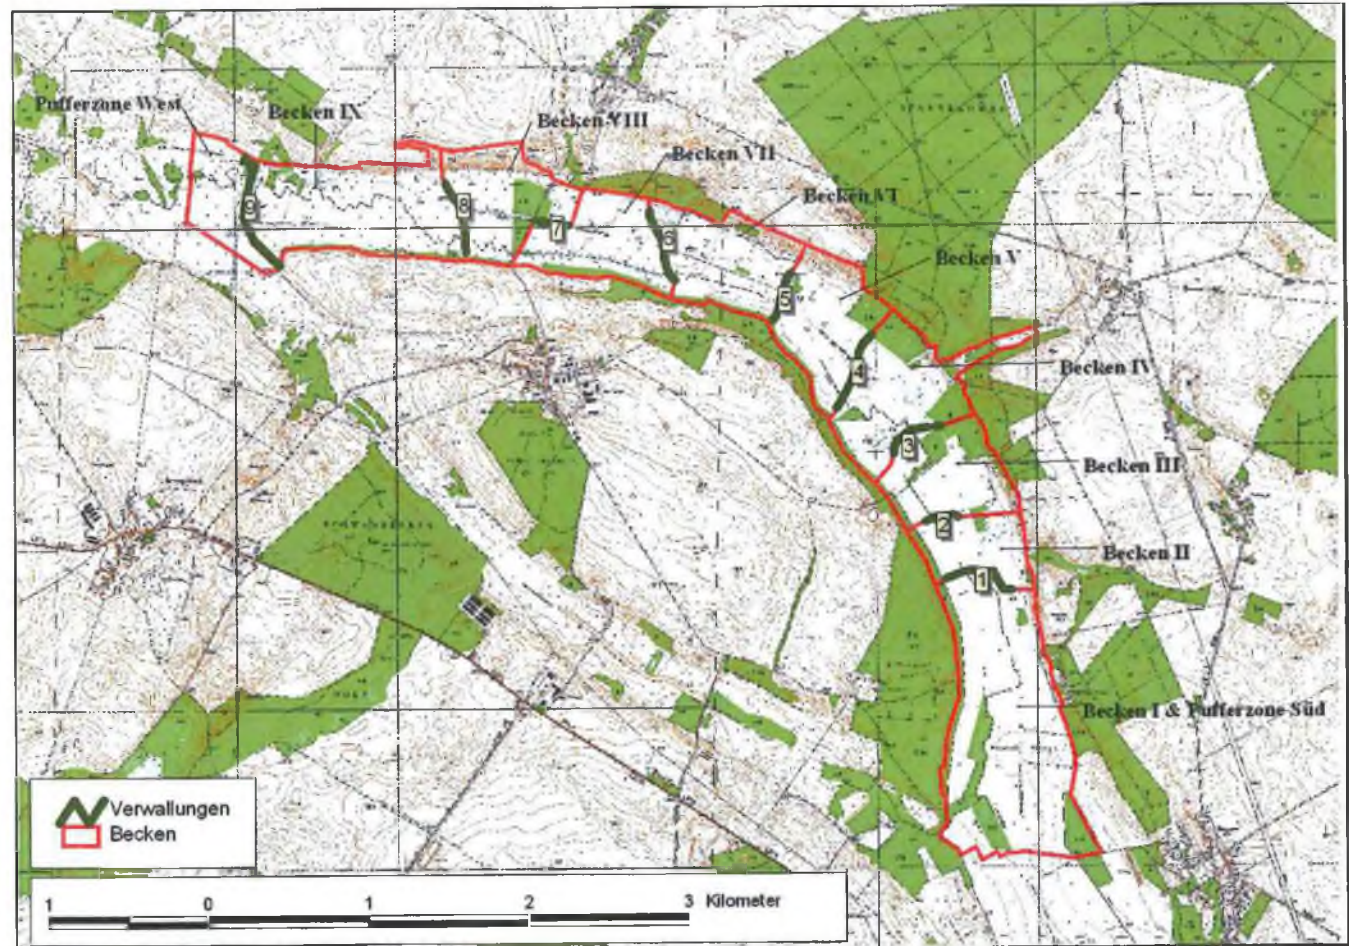 Pufferzone West
Becken IX
Becken VIII
Becken VII
Becken VI
Becken V
Becken IV
Becken III
Becken II
Becken I & Pufferzone Süd
9
8
7
6
5
4
3
2
1
Verwallungen
Becken
1 0 1 2 3 Kilometer